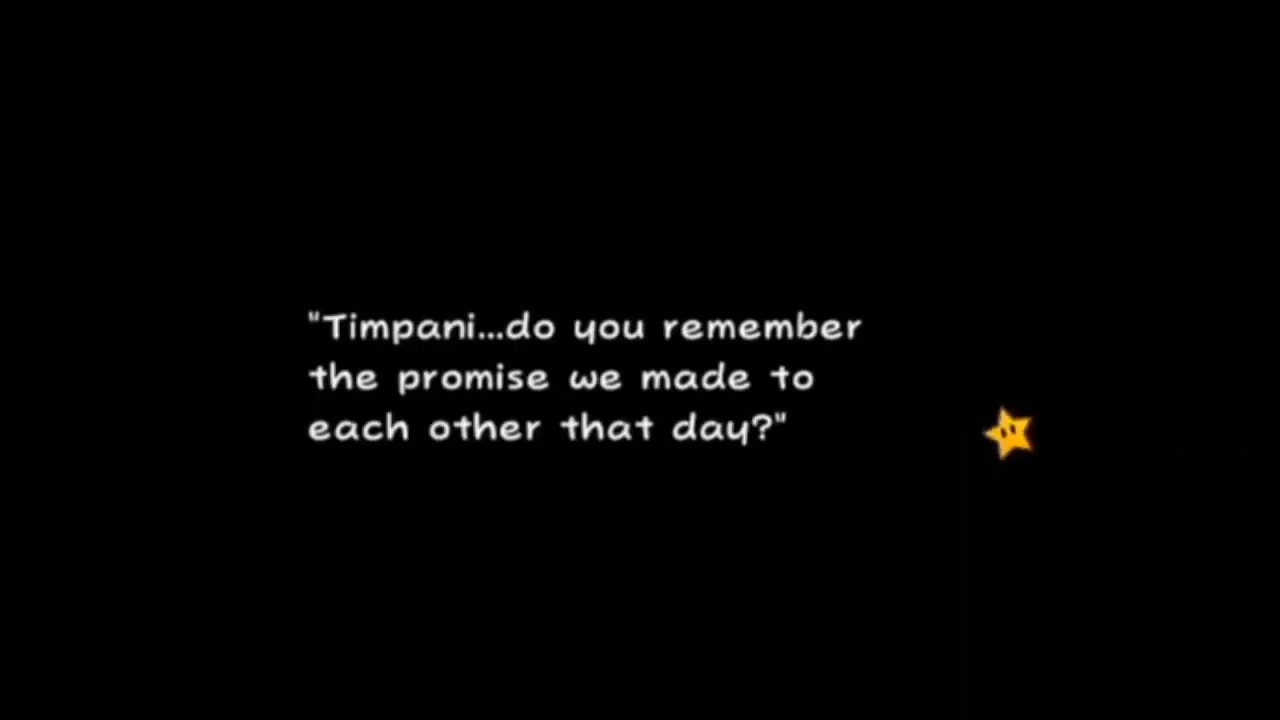 "Timpani...do you remember
the promise we made to
each other that day?"